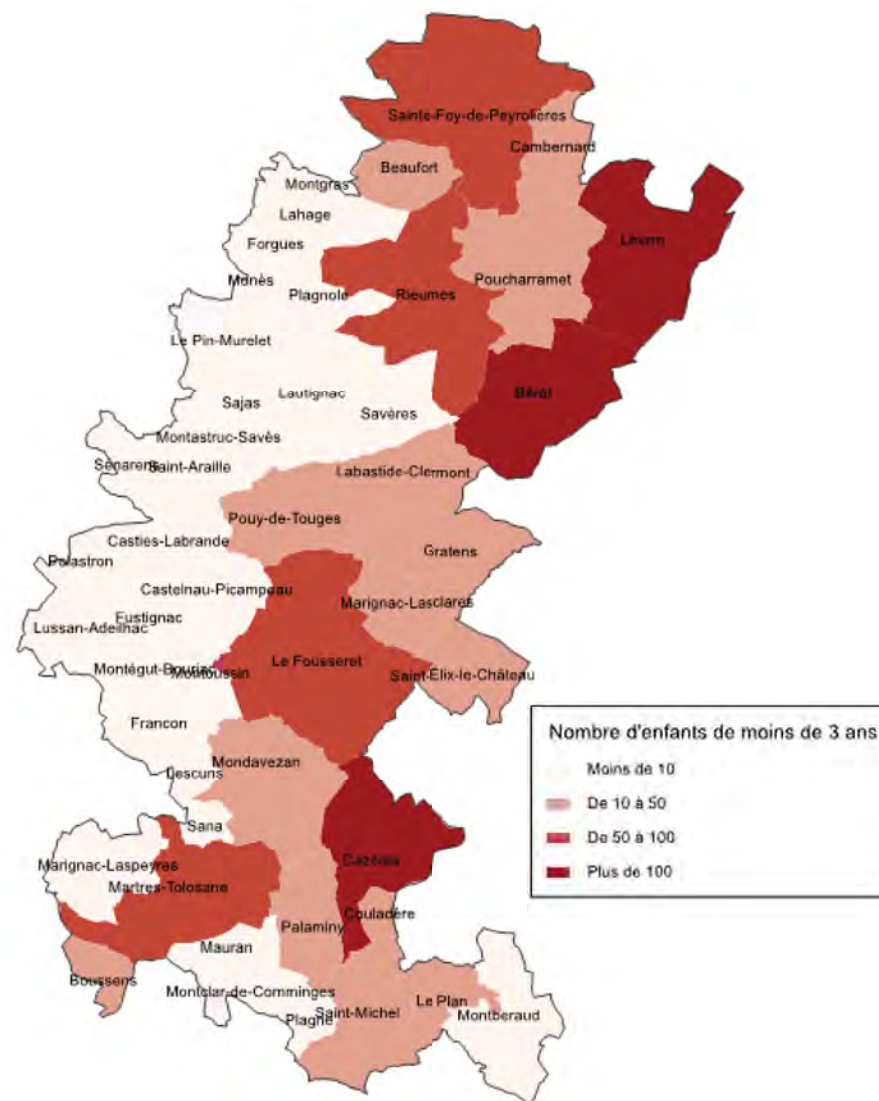 Sainte-Foy-de-Peyrolières
Cambernard
Beaufort
Montgras
Lahage
Forgues
Lherm
Monès
Plagnole
Rieumes
Poucharramet
Le Pin-Murelet
Lautignac
Bérat
Sajas
Savères
Montastruc-Savès
Sénarens
Saint-Araille
Labastide-Clermont
Pouy-de-Touges
Casties-Labrande
Gratens
Polastron
Castelnau-Picampeau
Marignac-Lasclares
Fustignac
Lussan-Adeilhac
Le Fousseret
Montégut-Bourjac
Montoussin
Saint-Élix-le-Château
Francon
Nombre d'enfants de moins de 3 ans
Moins de 10
De 10 à 50
De 50 à 100
Plus de 100
Mondavezan
Lescuns
Sana
Marignac-Laspeyres
Cazères
Martres-Tolosane
Couladère
Palaminy
Mauran
Boussens
Montclar-de-Comminges
Le Plan
Saint-Michel
Plagne
Montberaud